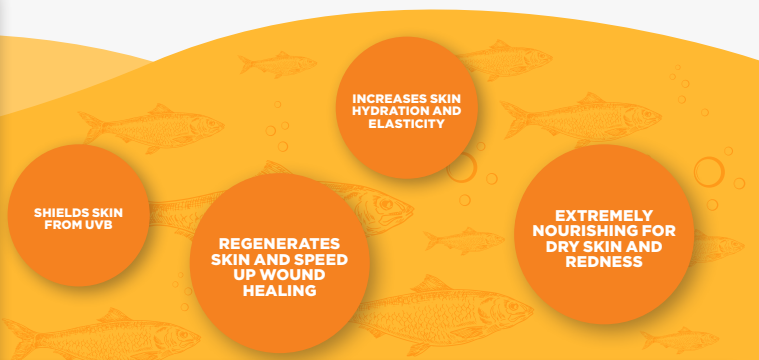 INCREASES SKIN
HYDRATION AND
ELASTICITY
SHIELDS SKIN
FROM UVB
REGENERATES
SKIN AND SPEED
UP WOUND
HEALING
EXTREMELY
NOURISHING FOR
DRY SKIN AND
REDNESS